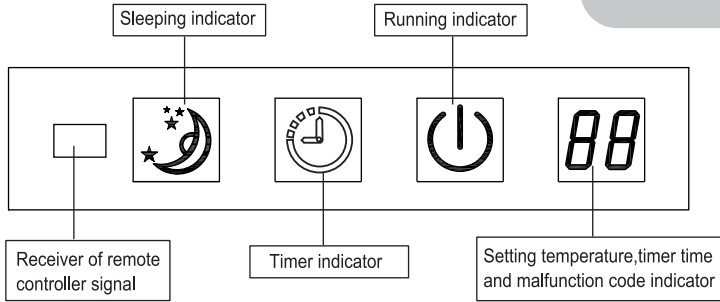 Sleeping indicator
Running indicator
88
Receiver of remote
controller signal
Timer indicator
Setting temperature,timer time
and malfunction code indicator